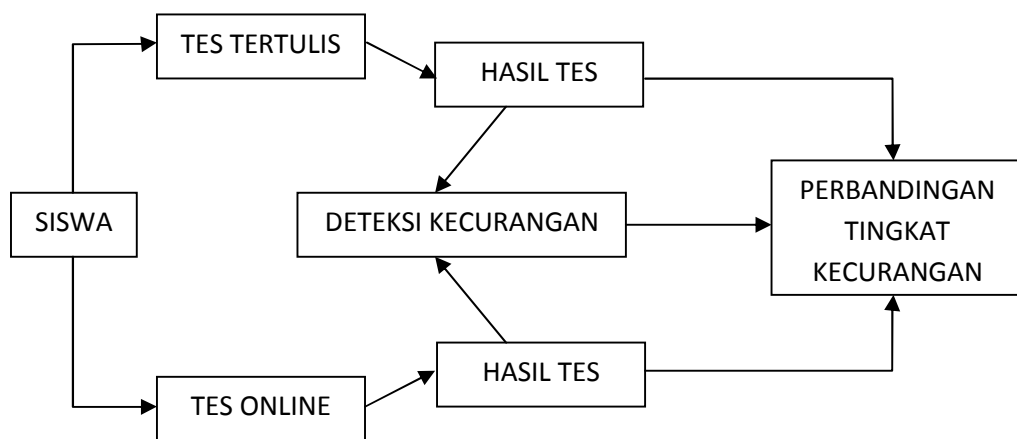 TES TERTULIS
HASIL TES
SISWA
DETEKSI KECURANGAN
PERBANDINGAN
TINGKAT
KECURANGAN
HASIL TES
TES ONLINE